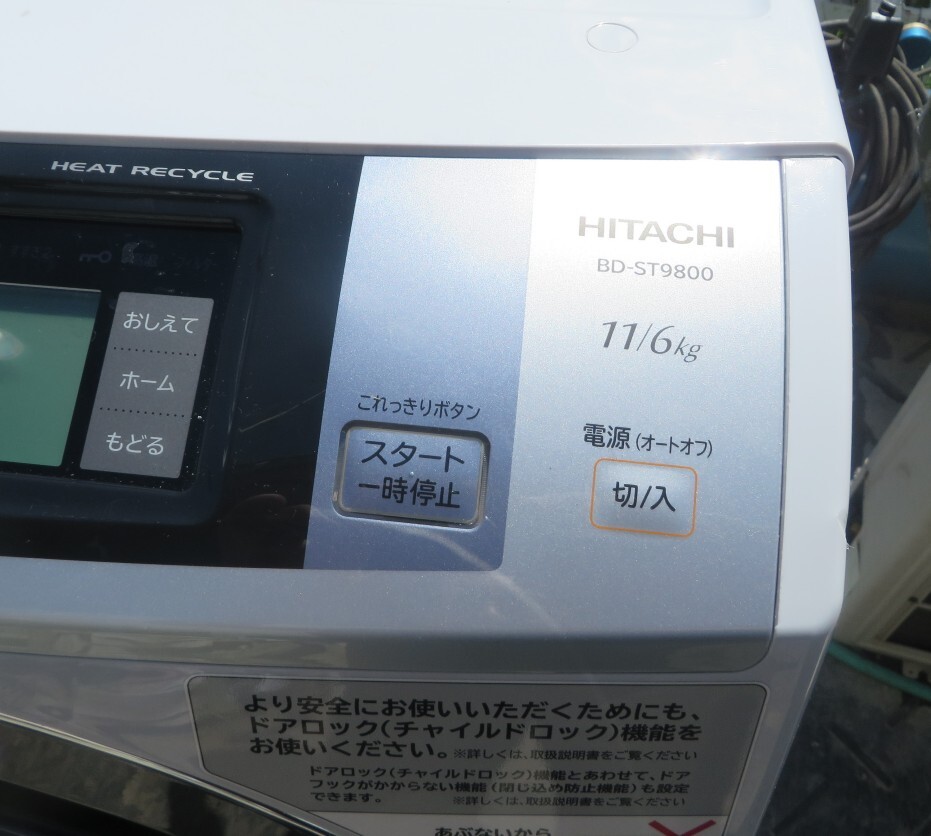 HEAT RECYCLE
HITACHI
BD-ST9800
11/6kg
おしえて
ホーム
もどる
これっきりボタン
スタート
一時停止
電源(オートオフ)
切/入
より安全にお使いいただくためにも、
ドアロック(チャイルドロック)機能を
お使いください。※詳しくは、取扱説明書をご覧ください
ドアロック(チャイルドロック)機能とあわせて、ドア
フックがかからない機能(閉じ込め防止機能)も設定
できます。 ※詳しくは、取扱説明書をご覧ください
あぶないから